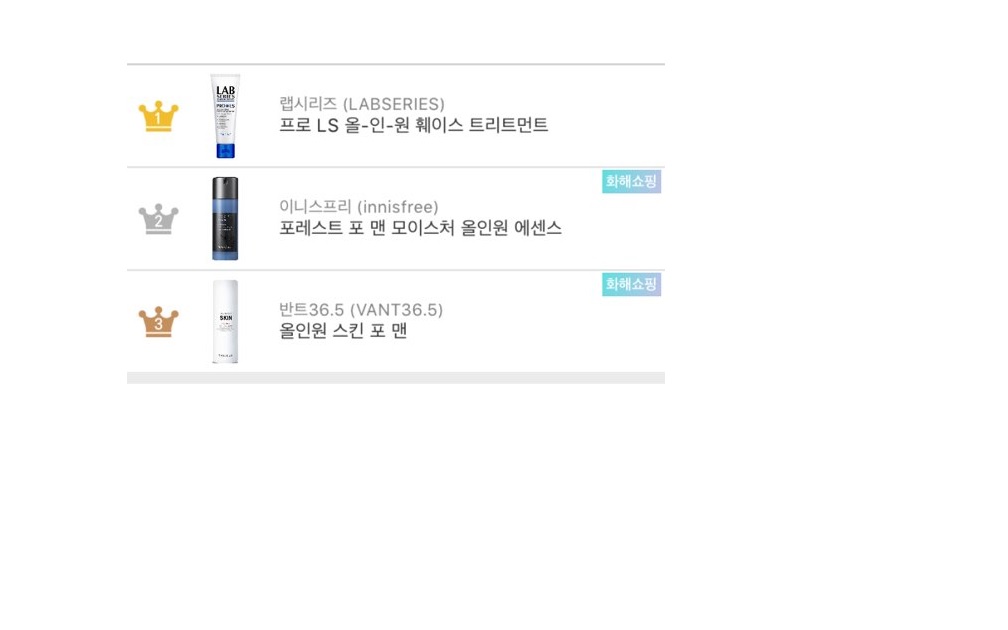 1
LAB
SERIES
PRO LS
랩시리즈 (LABSERIES)
프로 LS 올-인-원 훼이스 트리트먼트
화해쇼핑
2
이니스프리 (innisfree)
포레스트 포 맨 모이스처 올인원 에센스
화해쇼핑
3
SKIN
반트36.5 (VANT36.5)
올인원 스킨 포 맨